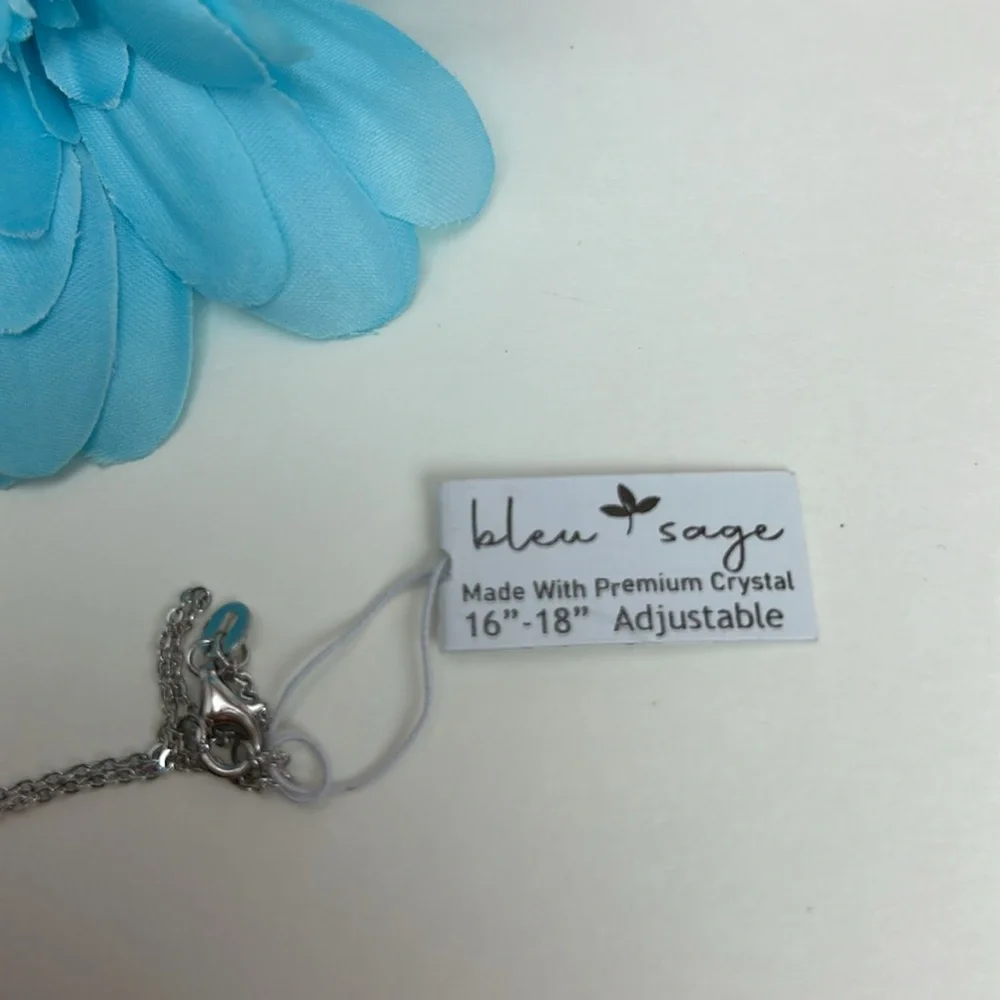 bleu sage
Made With Premium Crystal
16”-18” Adjustable